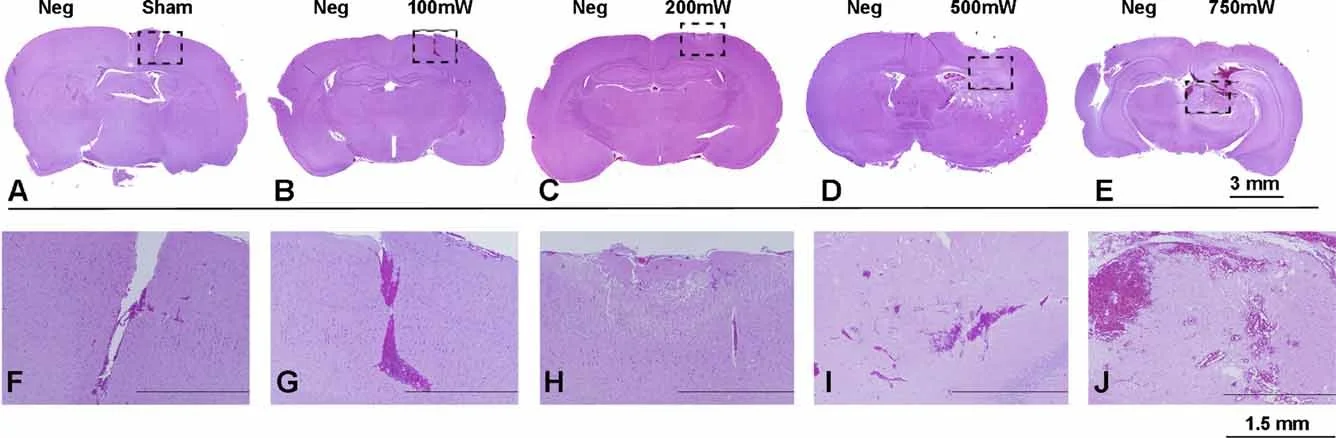 Neg Sham Neg 100mW Neg 200mW Neg 500mW Neg 750mW
A B C D E
3 mm
F G H I J
1.5 mm